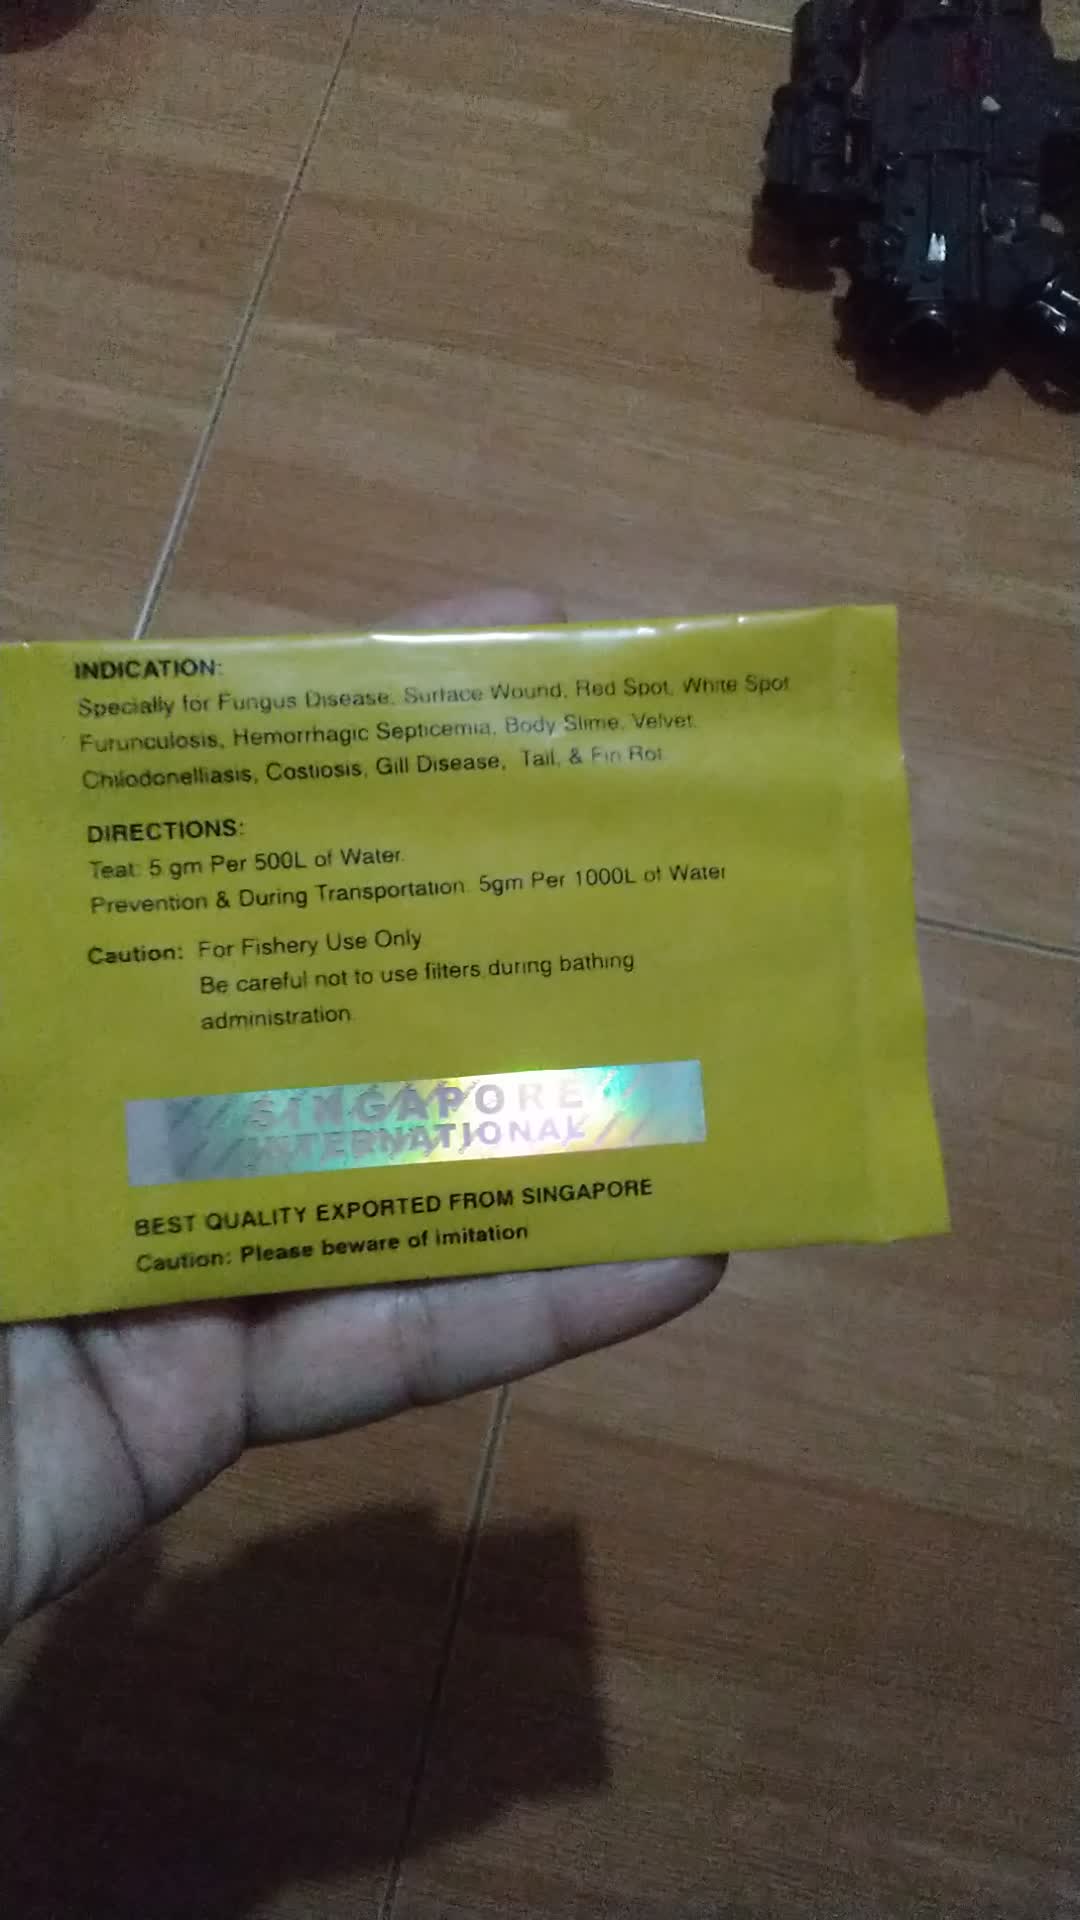 INDICATION:
Specially for Fungus Disease, Surface Wound, Red Spot, White Spot
Furunculosis, Hemorrhagic Septicemia, Body Slime, Velvet,
Chilodonelliasis, Costiosis, Gill Disease, Tail, & Fin Rot.
DIRECTIONS:
Teat: 5 gm Per 500L of Water.
Prevention & During Transportation: 5gm Per 1000L of Water
Caution: For Fishery Use Only
Be careful not to use filters during bathing
administration.
SINGAPORE
INTERNATIONAL
BEST QUALITY EXPORTED FROM SINGAPORE
Caution: Please beware of imitation